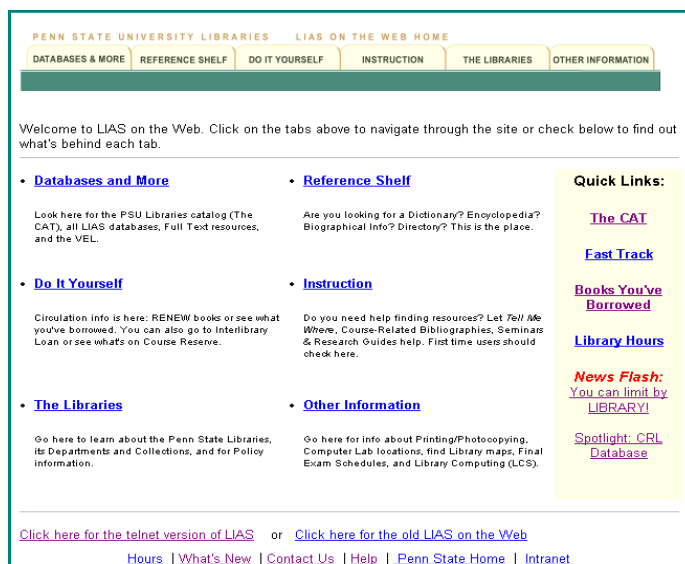 PENN STATE UNIVERSITY LIBRARIES LIAS ON THE WEB HOME
DATABASES & MORE REFERENCE SHELF DO IT YOURSELF INSTRUCTION THE LIBRARIES OTHER INFORMATION
Welcome to LIAS on the Web. Click on the tabs above to navigate through the site or check below to find out
what's behind each tab.
• Databases and More
Look here for the PSU Libraries catalog (The
CAT), all LIAS databases, Full Text resources,
and the VEL.
• Reference Shelf
Are you looking for a Dictionary? Encyclopedia?
Biographical Info? Directory? This is the place.
• Do It Yourself
Circulation info is here: RENEW books or see what
you've borrowed. You can also go to Interlibrary
Loan or see what's on Course Reserve.
• Instruction
Do you need help finding resources? Let Tell Me
Where, Course-Related Bibliographies, Seminars
& Research Guides help. First time users should
check here.
• The Libraries
Go here to learn about the Penn State Libraries,
its Departments and Collections, and for Policy
information.
• Other Information
Go here for info about Printing/Photocopying,
Computer Lab locations, find Library maps, Final
Exam Schedules, and Library Computing (LCS).
Quick Links:
The CAT
Fast Track
Books You've
Borrowed
Library Hours
News Flash:
You can limit by
LIBRARY!
Spotlight: CRL
Database
Click here for the telnet version of LIAS or Click here for the old LIAS on the Web
Hours | What's New | Contact Us | Help | Penn State Home | Intranet